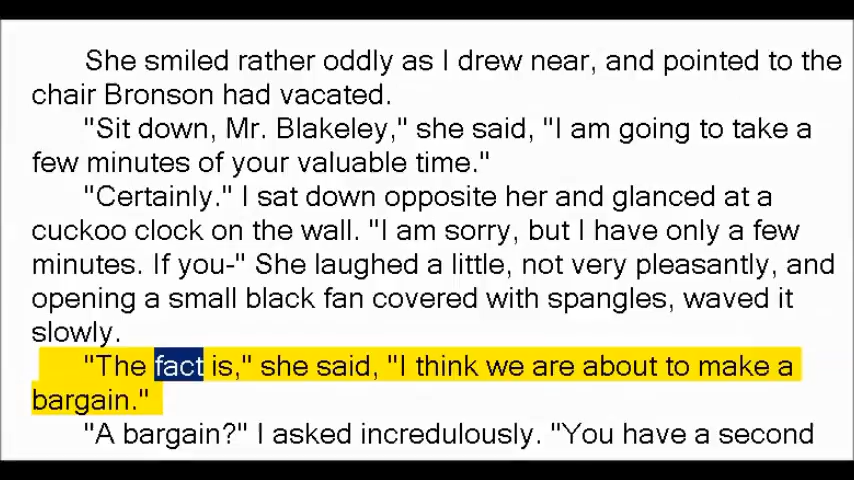 She smiled rather oddly as I drew near, and pointed to the
chair Bronson had vacated.
"Sit down, Mr. Blakeley," she said, "I am going to take a
few minutes of your valuable time."
"Certainly." I sat down opposite her and glanced at a
cuckoo clock on the wall. "I am sorry, but I have only a few
minutes. If you-" She laughed a little, not very pleasantly, and
opening a small black fan covered with spangles, waved it
slowly.
"The fact is," she said, "I think we are about to make a
bargain."
"A bargain?" I asked incredulously. "You have a second